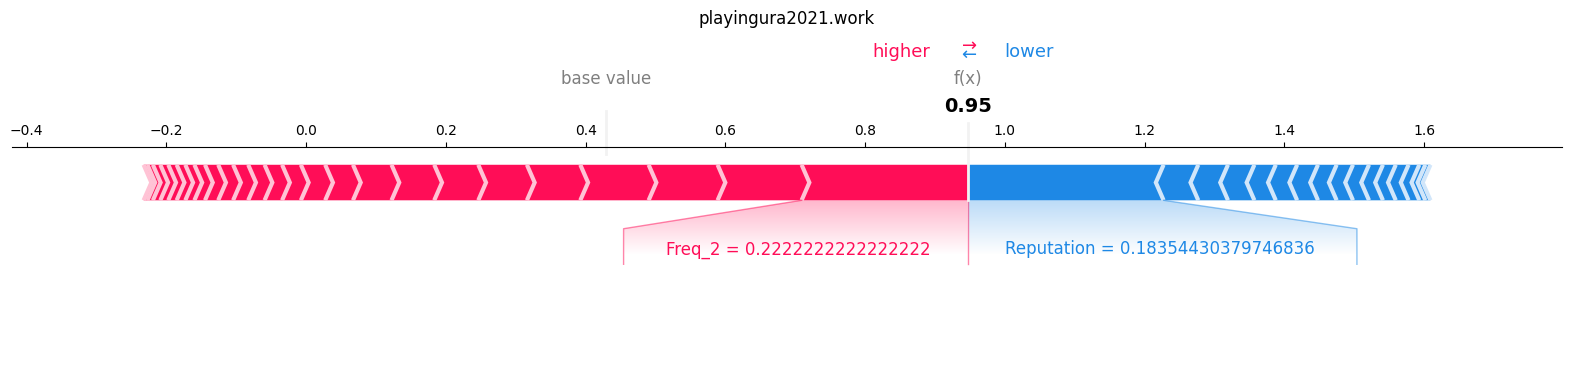 playingura2021.work
higher ⇄ lower
base value f(x)
0.95
−0.4 −0.2 0.0 0.2 0.4 0.6 0.8 1.0 1.2 1.4 1.6
Freq_2 = 0.2222222222222222 Reputation = 0.18354430379746836